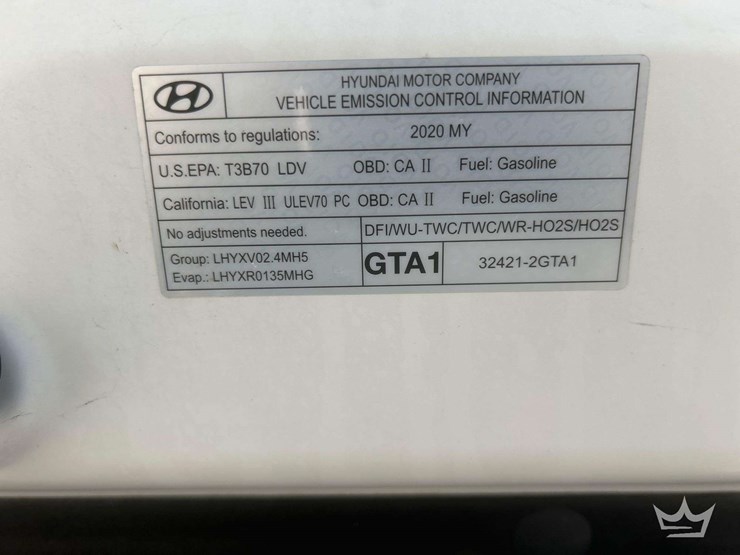 HYUNDAI MOTOR COMPANY
VEHICLE EMISSION CONTROL INFORMATION
Conforms to regulations: 2020 MY
U.S.EPA: T3B70 LDV OBD: CA II Fuel: Gasoline
California: LEV III ULEV70 PC OBD: CA II Fuel: Gasoline
No adjustments needed. DFI/WU-TWC/TWC/WR-HO2S/HO2S
Group: LHYXV02.4MH5
Evap.: LHYXR0135MHG
GTA1 32421-2GTA1